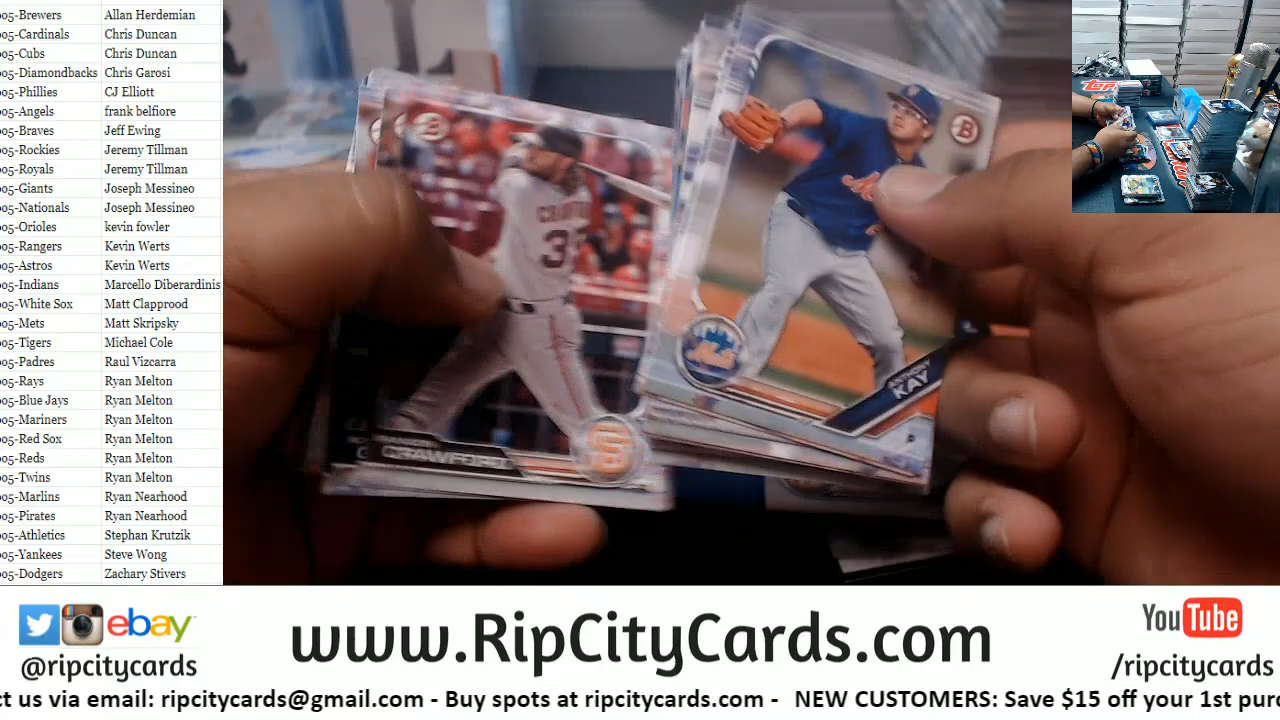 005-Brewers Allan Herdemian
005-Cardinals Chris Duncan
005-Cubs Chris Duncan
005-Diamondbacks Chris Garosi
005-Phillies CJ Elliott
005-Angels frank belfiore
005-Braves Jeff Ewing
005-Rockies Jeremy Tillman
005-Royals Jeremy Tillman
005-Giants Joseph Messineo
005-Nationals Joseph Messineo
005-Orioles kevin fowler
005-Rangers Kevin Werts
005-Astros Kevin Werts
005-Indians Marcello Diberardinis
005-White Sox Matt Clapprood
005-Mets Matt Skripsky
005-Tigers Michael Cole
005-Padres Raul Vizcarra
005-Rays Ryan Melton
005-Blue Jays Ryan Melton
005-Mariners Ryan Melton
005-Red Sox Ryan Melton
005-Reds Ryan Melton
005-Twins Ryan Melton
005-Marlins Ryan Nearhood
005-Pirates Ryan Nearhood
005-Athletics Stephan Krutzik
005-Yankees Steve Wong
005-Dodgers Zachary Stivers
B
B
35
CRAWFORD
SF
Mets
ANTHONY
KAY
P
TOPPS
ebay
@ripcitycards
www.RipCityCards.com
YouTube
/ripcitycards
ct us via email: ripcitycards@gmail.com - Buy spots at ripcitycards.com - NEW CUSTOMERS: Save $15 off your 1st purc